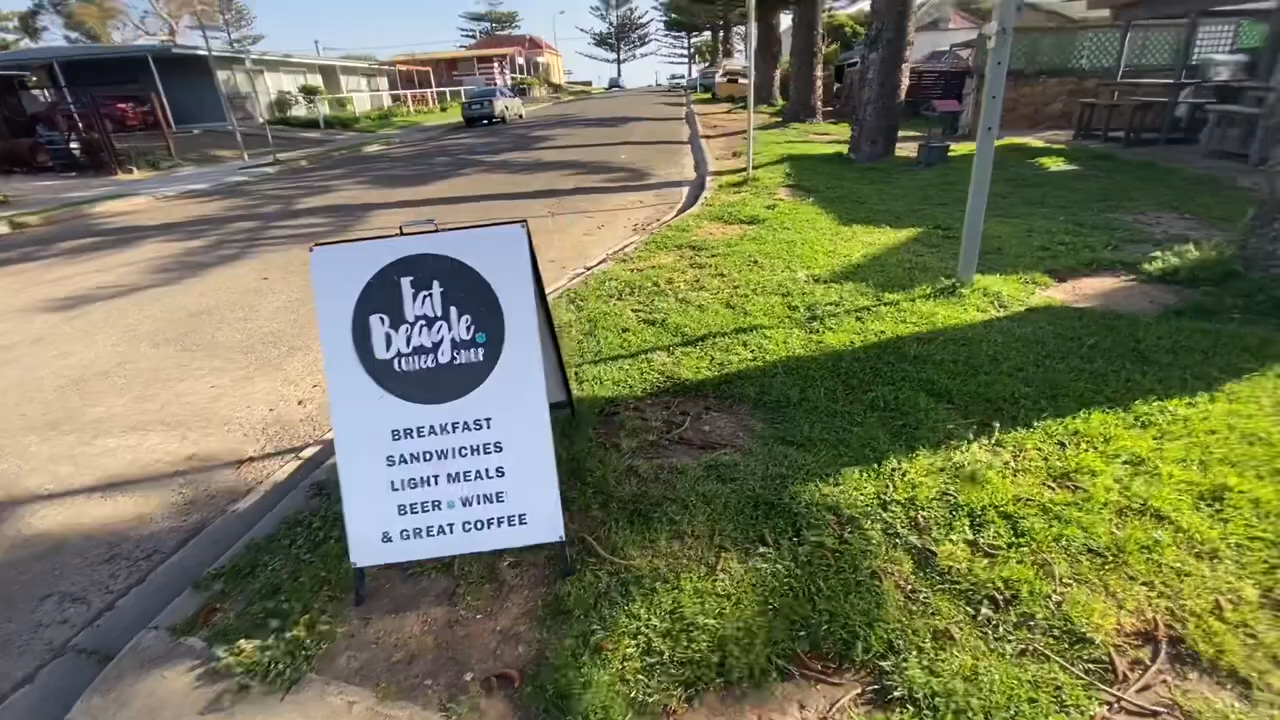 Fat
Beagle
COFFEE SHOP
BREAKFAST
SANDWICHES
LIGHT MEALS
BEER WINE
& GREAT COFFEE